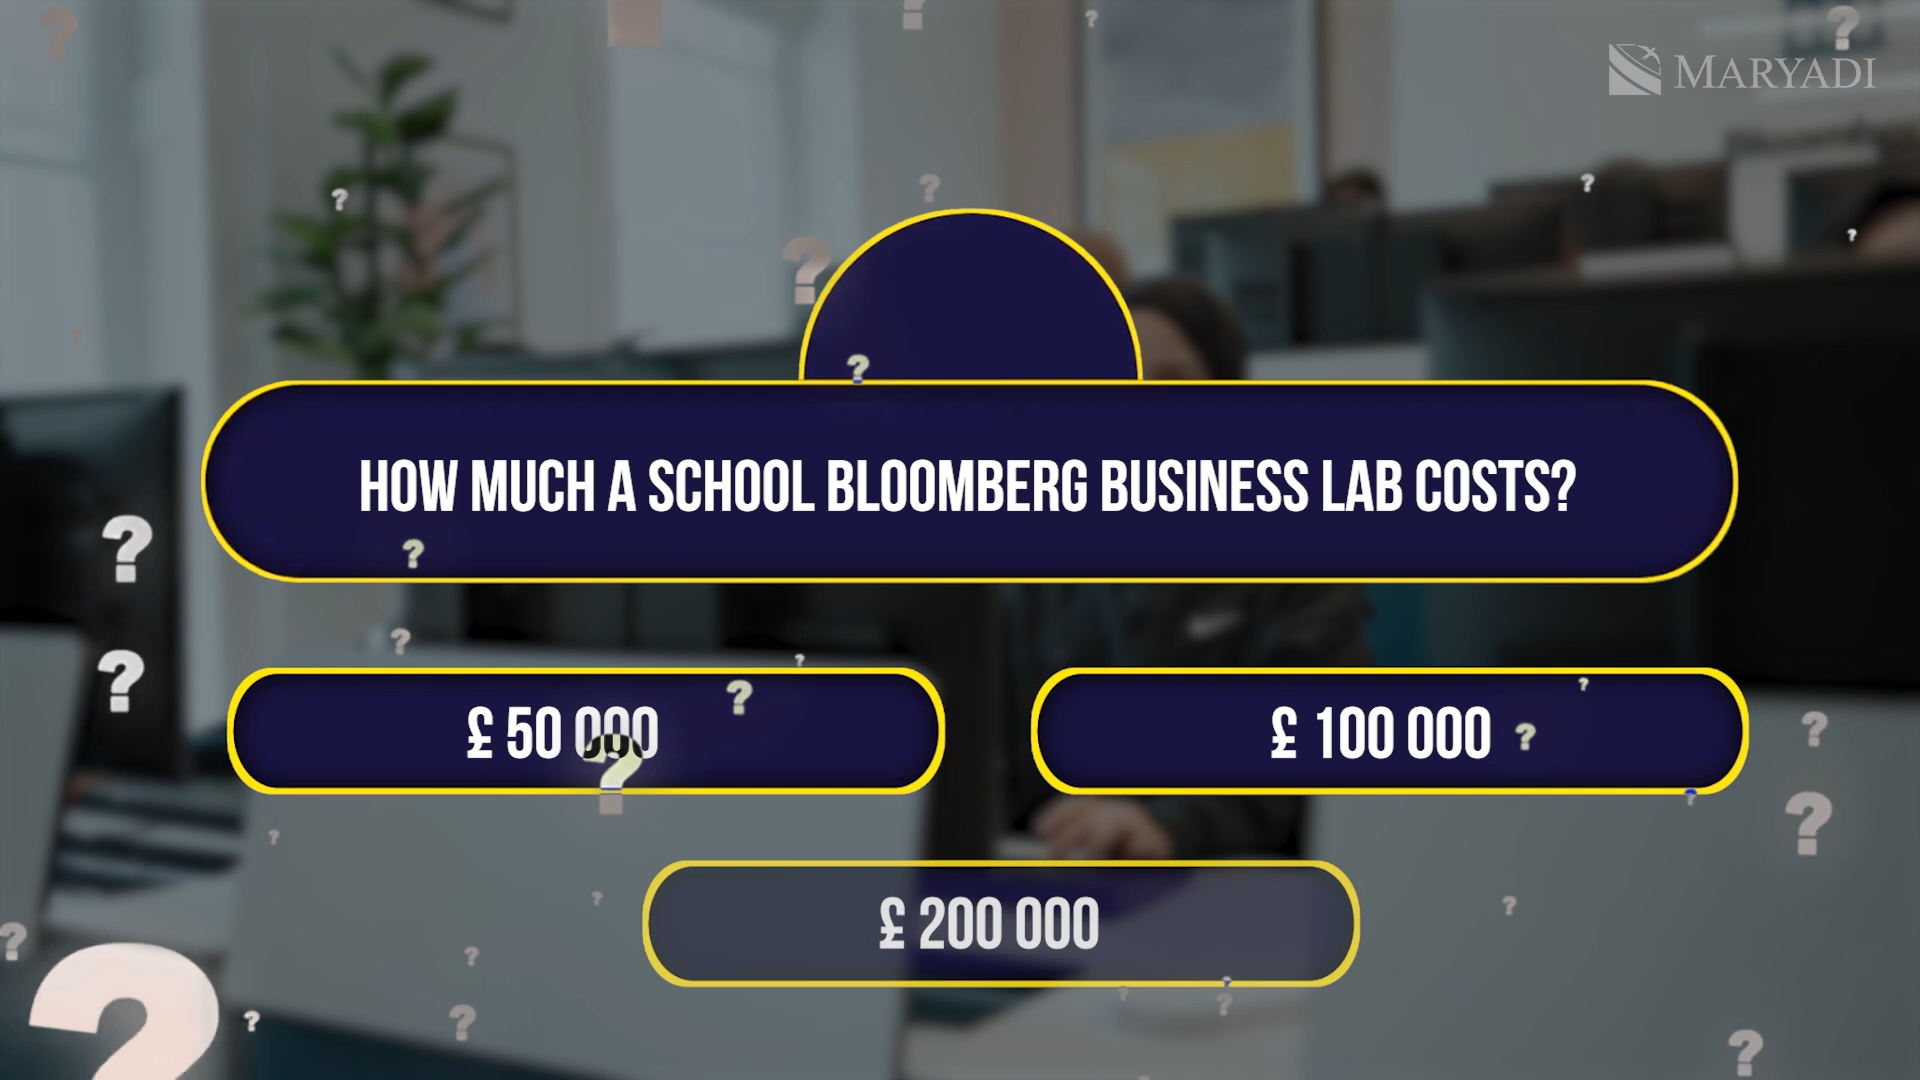 MARYADI
HOW MUCH A SCHOOL BLOOMBERG BUSINESS LAB COSTS?
£ 50 000
£ 100 000
£ 200 000